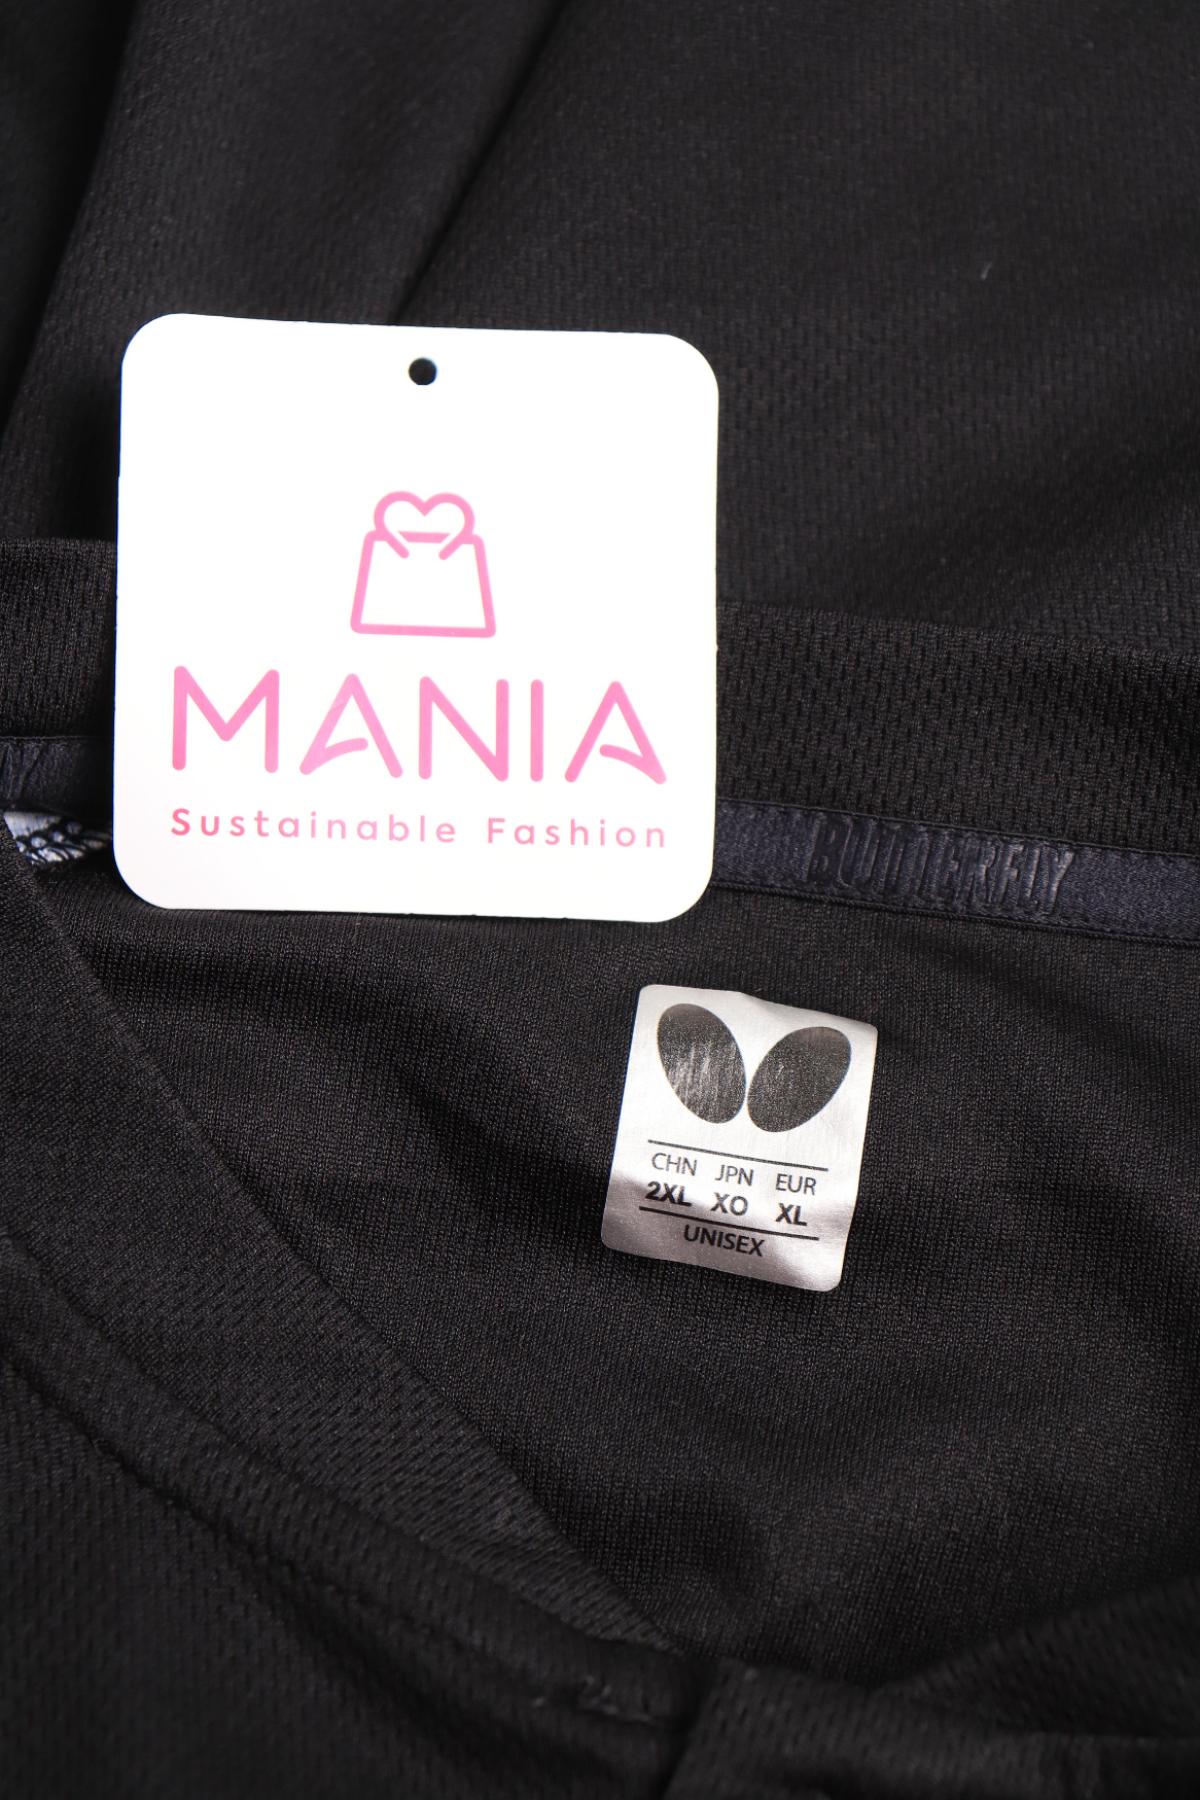 MANIA
Sustainable Fashion
Y
BUTTERFLY
CHN JPN EUR
2XL XO XL
UNISEX